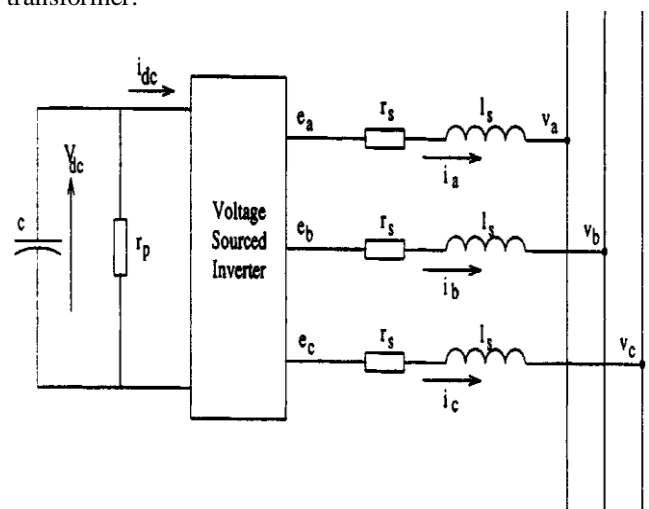 transformer.
i_dc
V_dc
c
r_p
Voltage
Sourced
Inverter
e_a
r_s
l_s
v_a
i_a
e_b
r_s
l_s
v_b
i_b
e_c
r_s
l_s
v_c
i_c